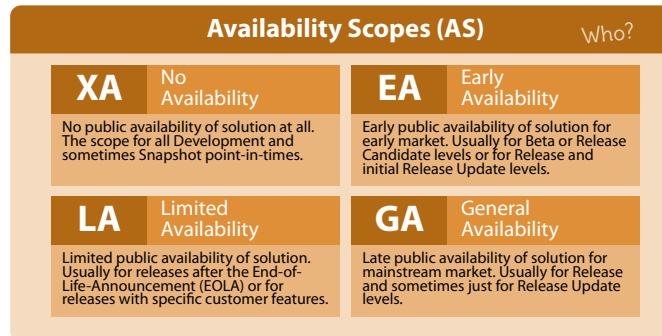 Availability Scopes (AS)
Who?
XA
No
Availability
No public availability of solution at all.
The scope for all Development and
sometimes Snapshot point-in-times.
EA
Early
Availability
Early public availability of solution for
early market. Usually for Beta or Release
Candidate levels or for Release and
initial Release Update levels.
LA
Limited
Availability
Limited public availability of solution.
Usually for releases after the End-of-
Life-Announcement (EOLA) or for
releases with specific customer features.
GA
General
Availability
Late public availability of solution for
mainstream market. Usually for Release
and sometimes just for Release Update
levels.